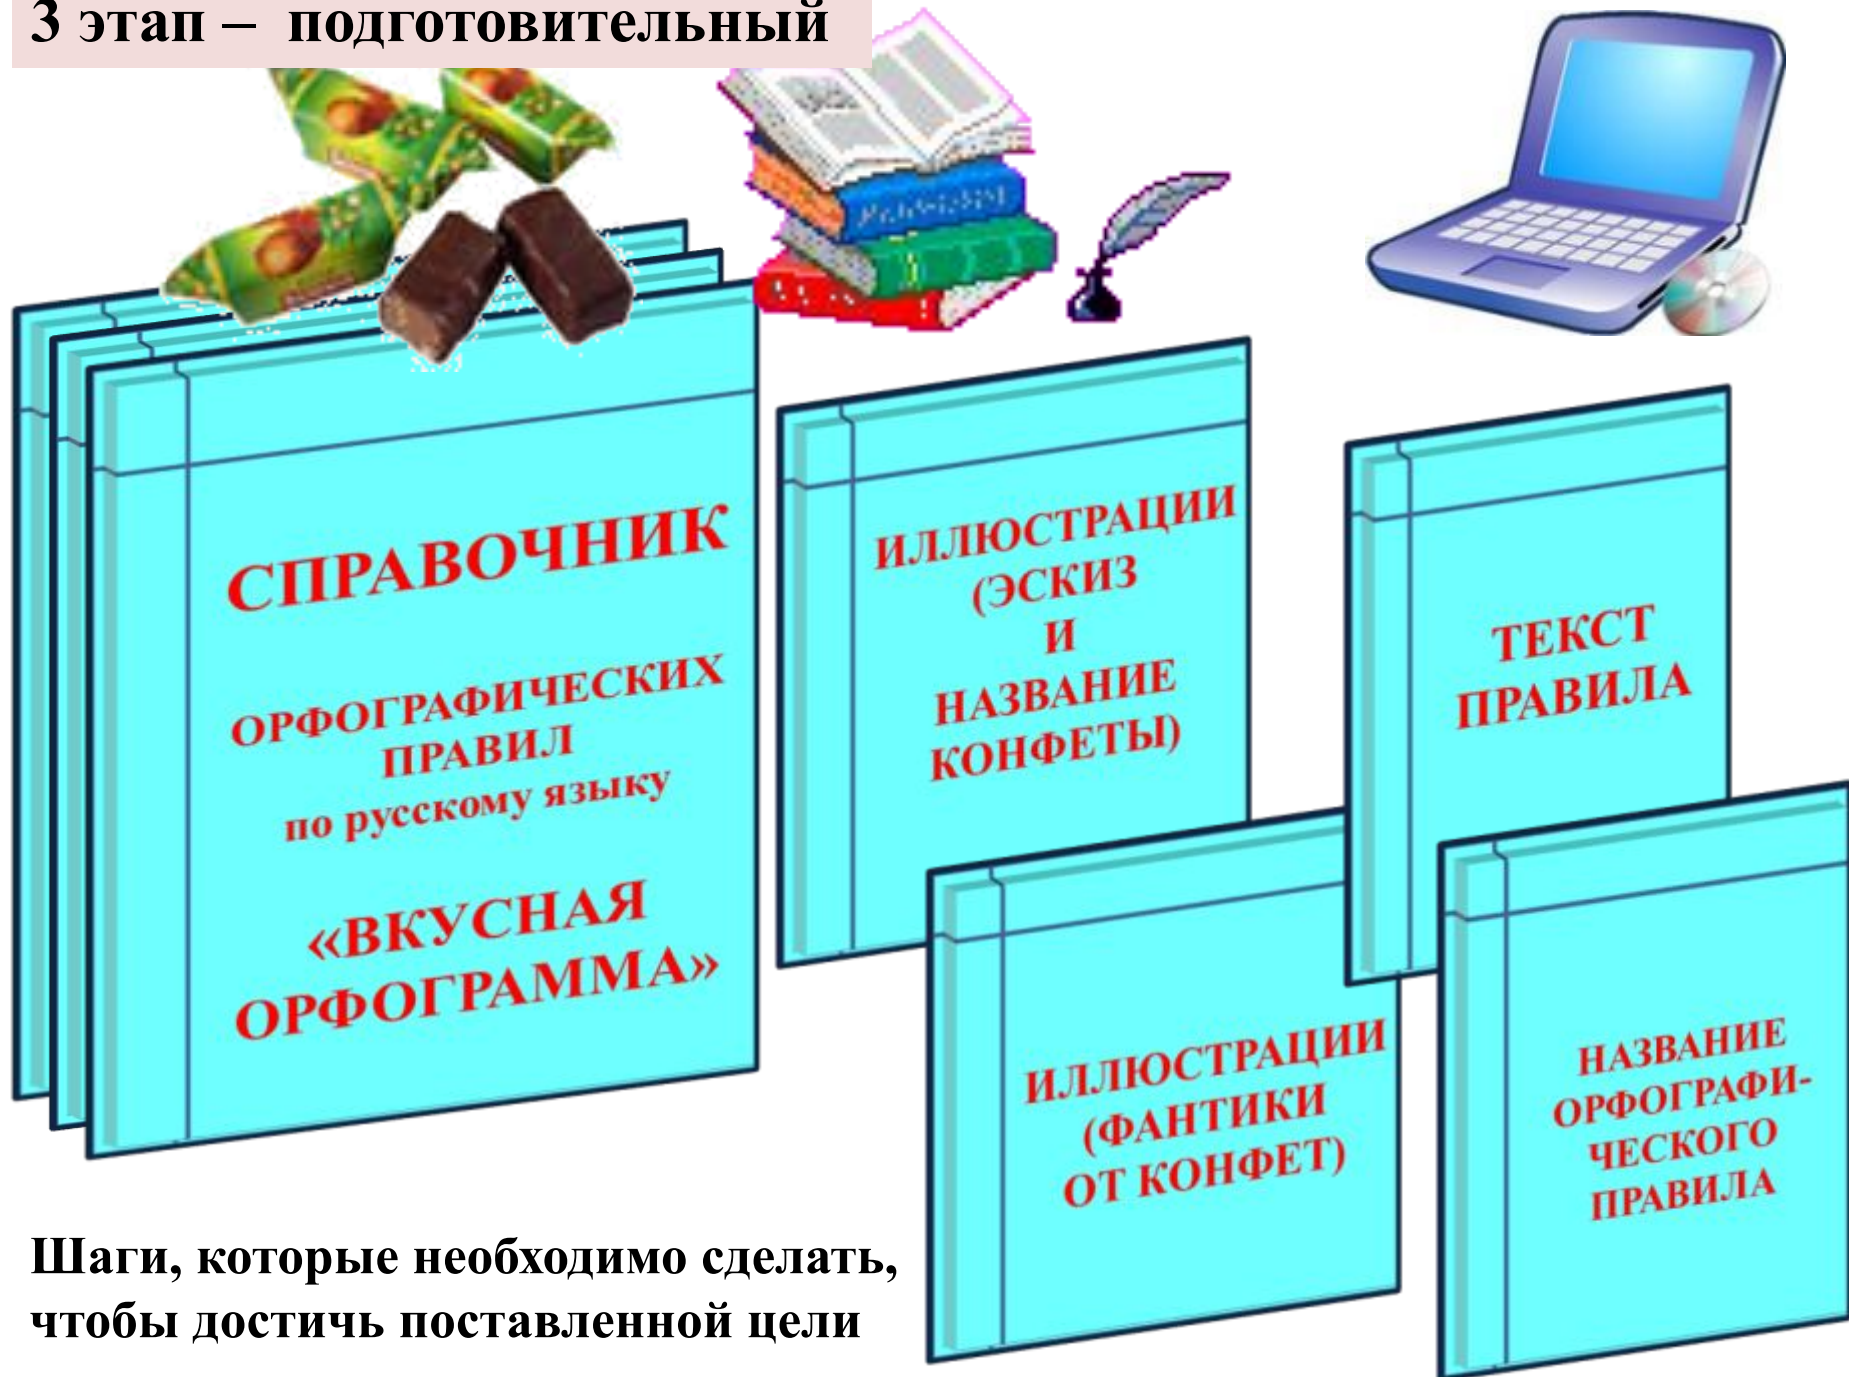 3 этап – подготовительный
СПРАВОЧНИК
ОРФОГРАФИЧЕСКИХ
ПРАВИЛ
по русскому языку
«ВКУСНАЯ
ОРФОГРАММА»
ИЛЛЮСТРАЦИИ
(ЭСКИЗ
И
НАЗВАНИЕ
КОНФЕТЫ)
ТЕКСТ
ПРАВИЛА
ИЛЛЮСТРАЦИИ
(ФАНТИКИ
ОТ КОНФЕТ)
НАЗВАНИЕ
ОРФОГРАФИ-
ЧЕСКОГО
ПРАВИЛА
Шаги, которые необходимо сделать,
чтобы достичь поставленной цели